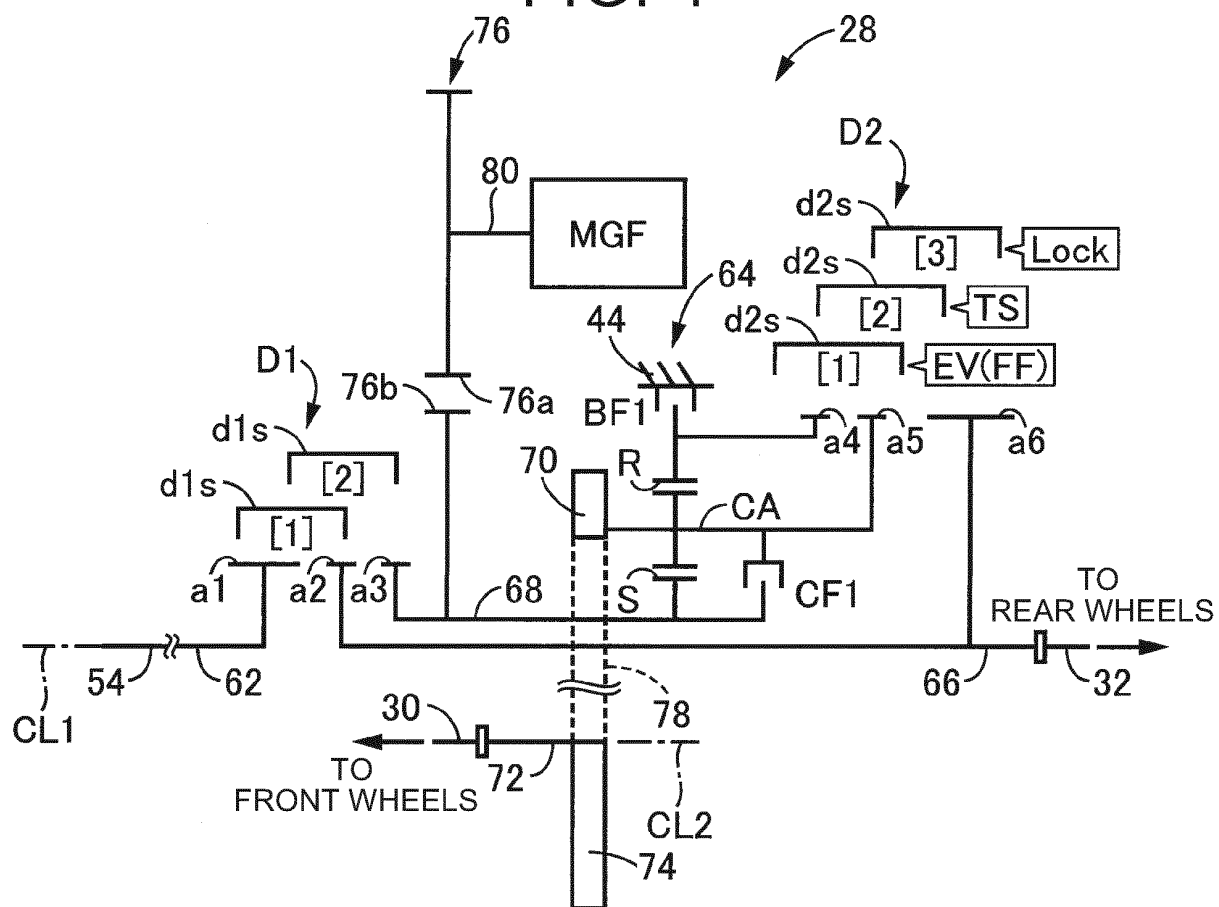 76
28
D2
80
MGF
d2s
[3]
Lock
64
d2s
[2]
TS
44
d2s
[1]
EV(FF)
D1
76b
76a
BF1
a4
a5
a6
d1s
[2]
70
R
CA
d1s
[1]
a1
a2
a3
68
S
CF1
TO
REAR WHEELS
54
62
66
32
CL1
30
78
72
TO
FRONT WHEELS
CL2
74